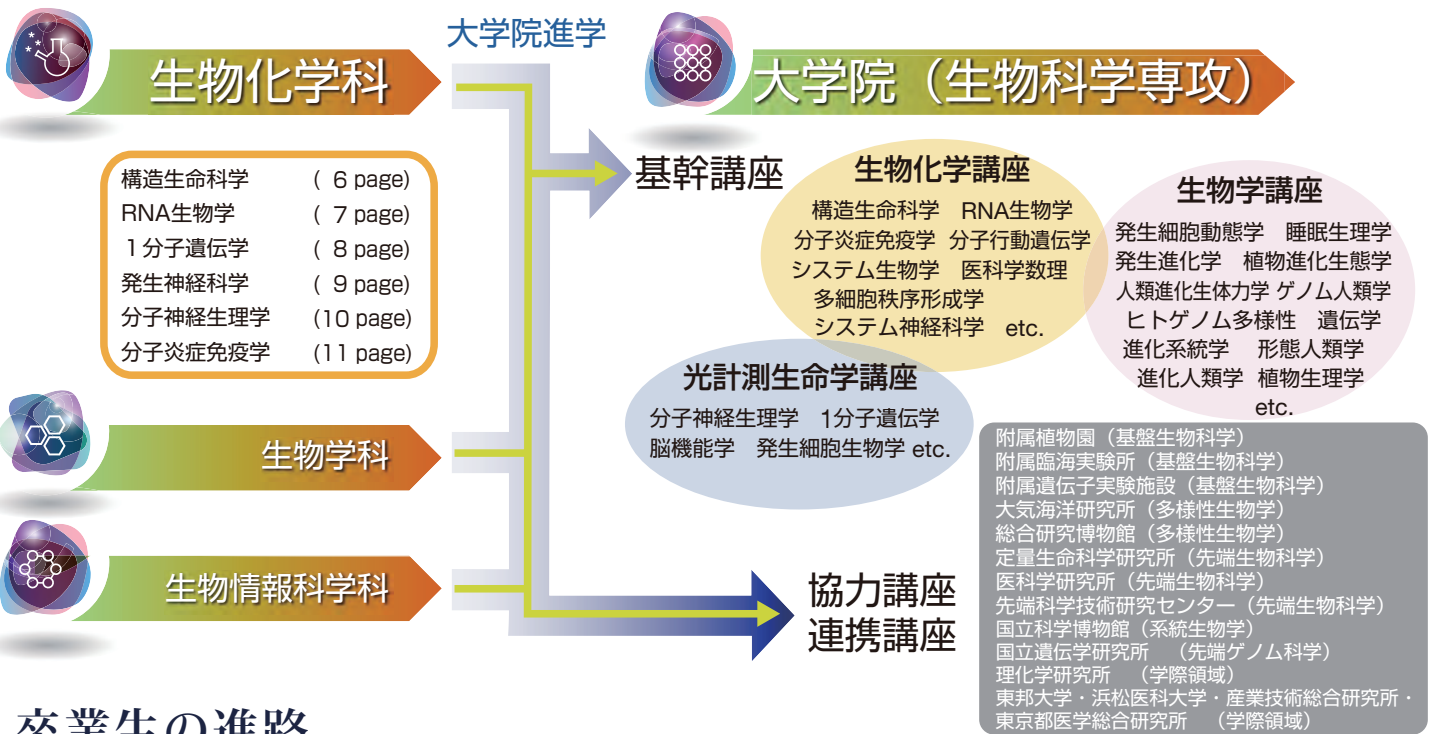 大学院進学
生物化学科
大学院（生物科学専攻）
構造生命科学 ( 6 page)
RNA生物学 ( 7 page)
1分子遺伝学 ( 8 page)
発生神経科学 ( 9 page)
分子神経生理学 (10 page)
分子炎症免疫学 (11 page)
生物学科
生物情報科学科
基幹講座
生物化学講座
構造生命科学 RNA生物学
分子炎症免疫学 分子行動遺伝学
システム生物学 医科学数理
多細胞秩序形成学
システム神経科学 etc.
生物学講座
発生細胞動態学 睡眠生理学
発生進化学 植物進化生態学
人類進化生体力学 ゲノム人類学
ヒトゲノム多様性 遺伝学
進化系統学 形態人類学
進化人類学 植物生理学
etc.
光計測生命学講座
分子神経生理学 1分子遺伝学
脳機能学 発生細胞生物学 etc.
協力講座
連携講座
附属植物園（基盤生物科学）
附属臨海実験所（基盤生物科学）
附属遺伝子実験施設（基盤生物科学）
大気海洋研究所（多様性生物学）
総合研究博物館（多様性生物学）
定量生命科学研究所（先端生物科学）
医科学研究所（先端生物科学）
先端科学技術研究センター（先端生物科学）
国立科学博物館（系統生物学）
国立遺伝学研究所 （先端ゲノム科学）
理化学研究所 （学際領域）
東邦大学・浜松医科大学・産業技術総合研究所・
東京都医学総合研究所 （学際領域）
卒業生の進路